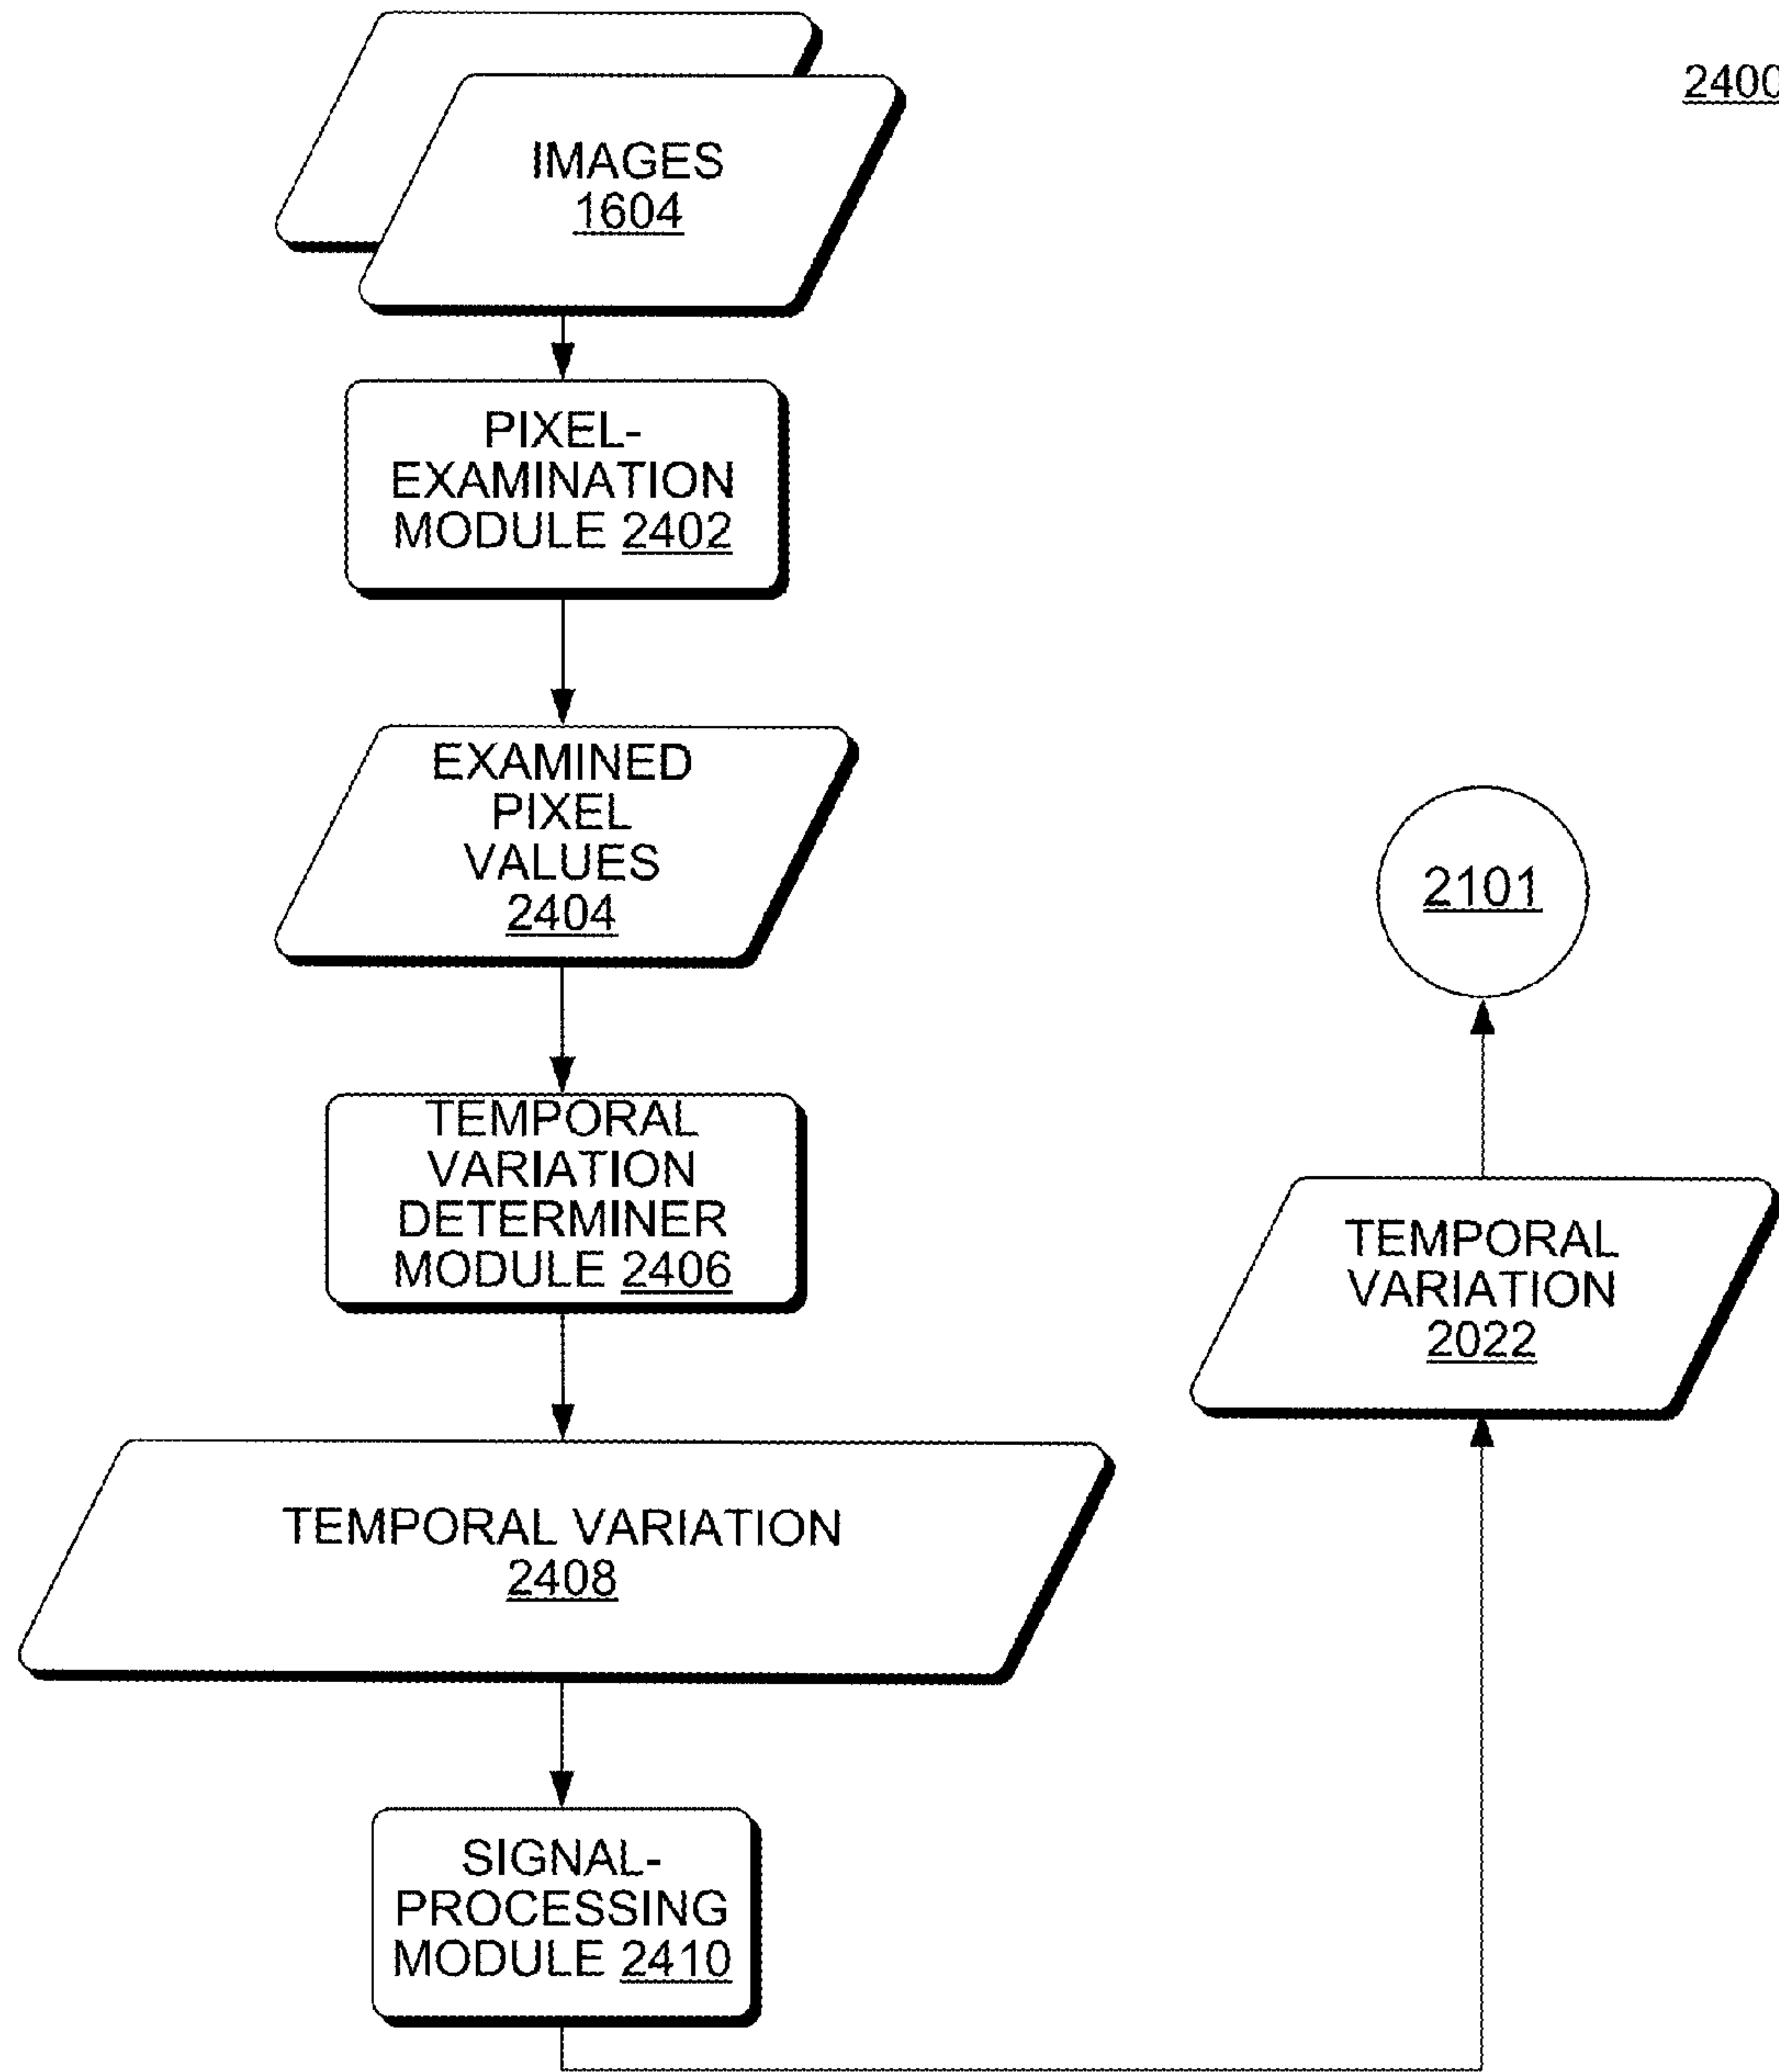 2400
IMAGES
1604
PIXEL-
EXAMINATION
MODULE 2402
EXAMINED
PIXEL
VALUES
2404
TEMPORAL
VARIATION
DETERMINER
MODULE 2406
TEMPORAL VARIATION
2408
SIGNAL-
PROCESSING
MODULE 2410
TEMPORAL
VARIATION
2022
2101